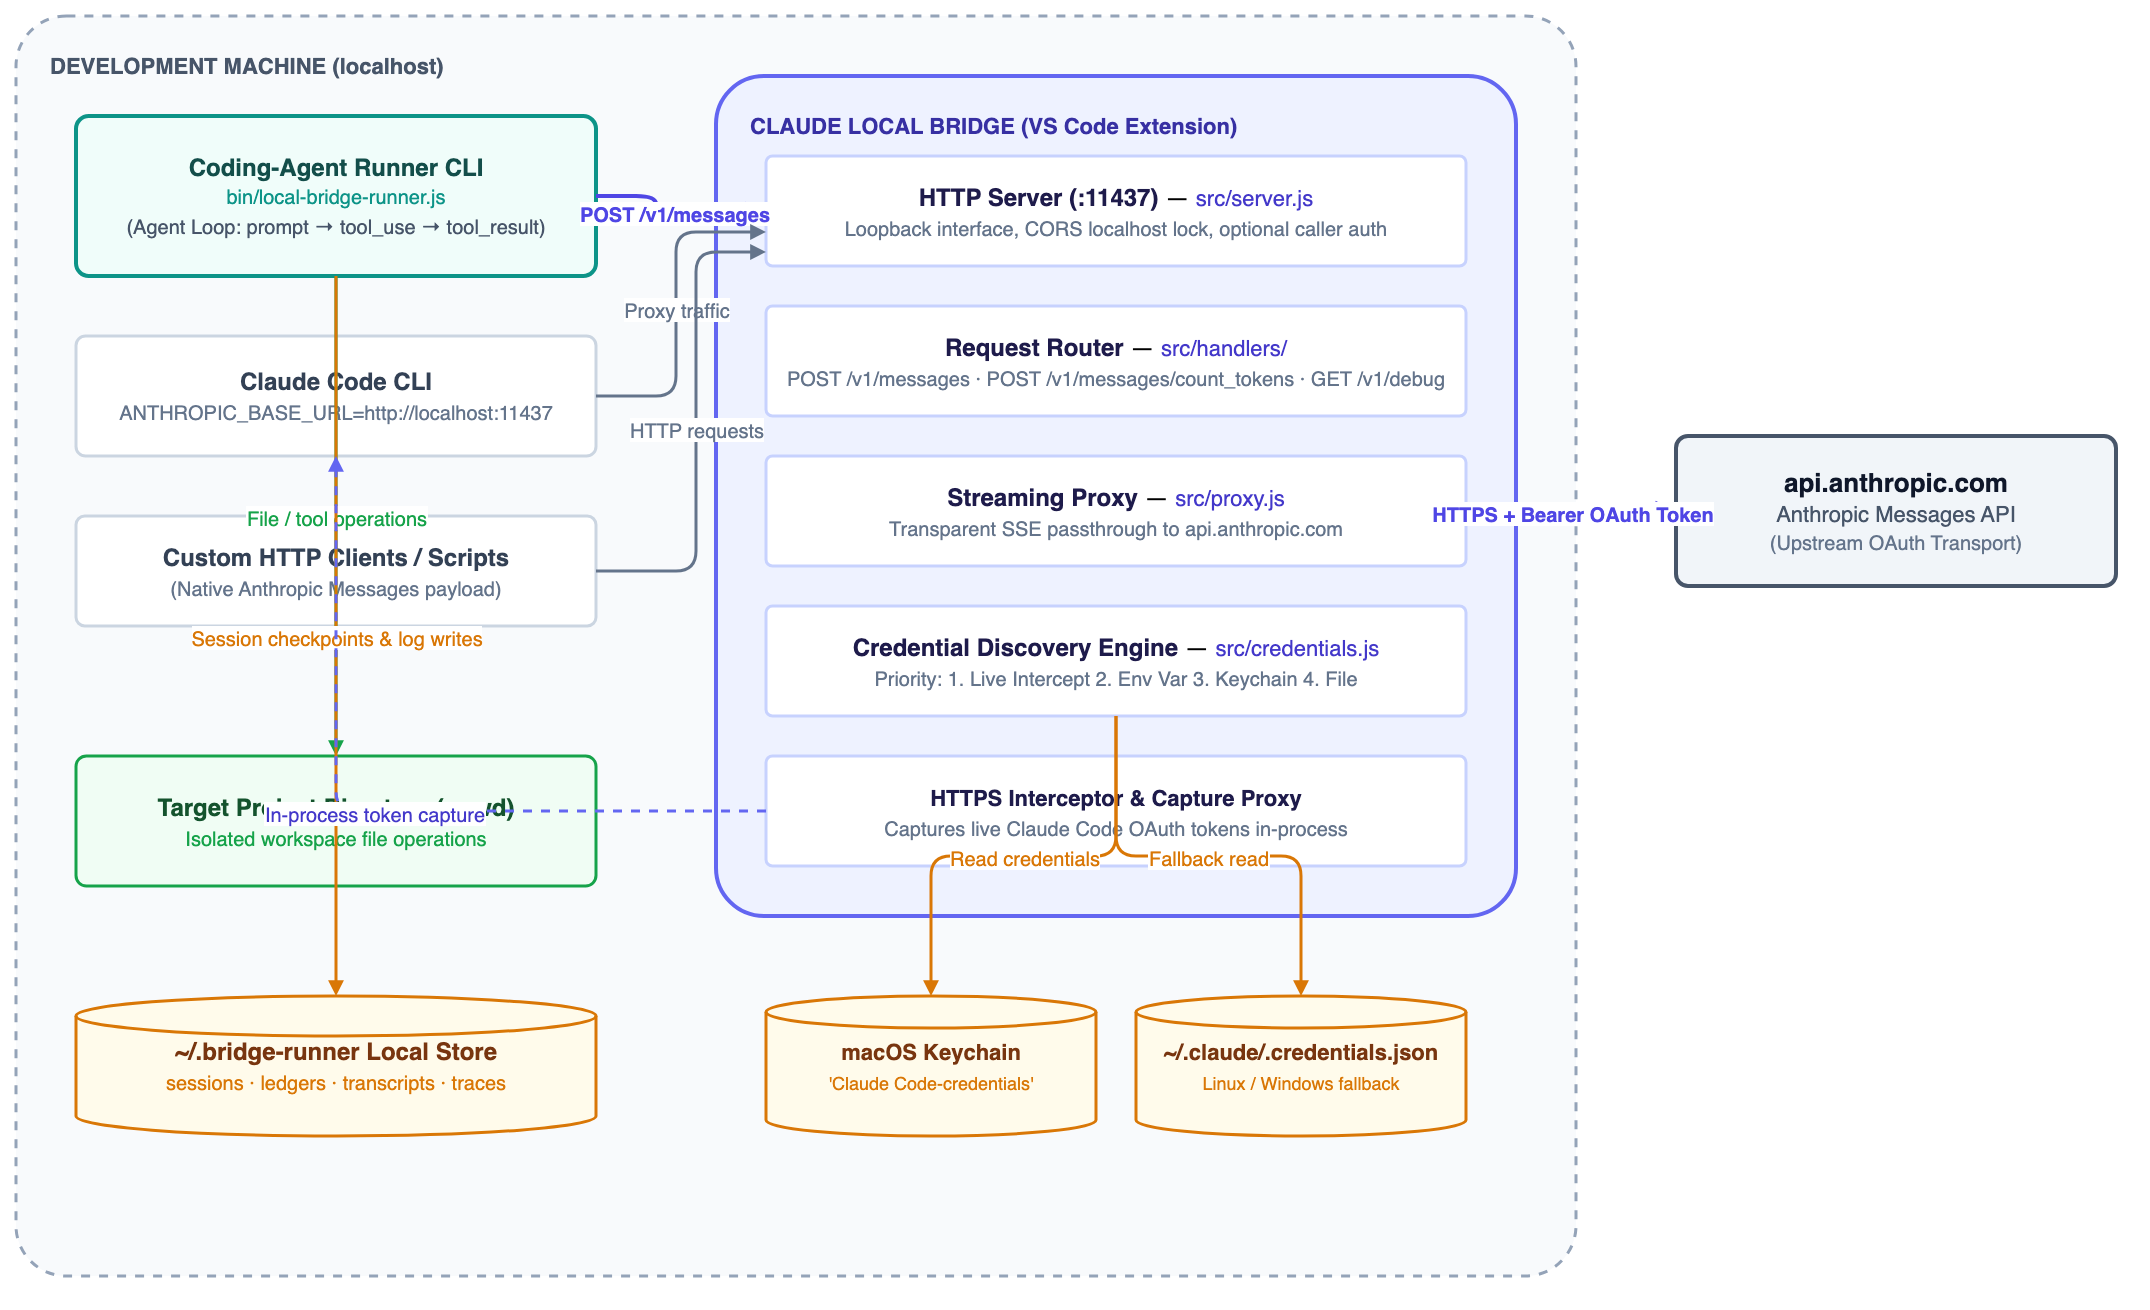 DEVELOPMENT MACHINE (localhost)
Coding-Agent Runner CLI
bin/local-bridge-runner.js
(Agent Loop: prompt → tool_use → tool_result)
POST /v1/messages
Claude Code CLI
ANTHROPIC_BASE_URL=http://localhost:11437
Proxy traffic
HTTP requests
File / tool operations
Custom HTTP Clients / Scripts
(Native Anthropic Messages payload)
Session checkpoints & log writes
Target
In-process token capture
Isolated workspace file operations
~/.bridge-runner Local Store
sessions · ledgers · transcripts · traces
CLAUDE LOCAL BRIDGE (VS Code Extension)
HTTP Server (:11437) — src/server.js
Loopback interface, CORS localhost lock, optional caller auth
Request Router — src/handlers/
POST /v1/messages · POST /v1/messages/count_tokens · GET /v1/debug
Streaming Proxy — src/proxy.js
Transparent SSE passthrough to api.anthropic.com
Credential Discovery Engine — src/credentials.js
Priority: 1. Live Intercept 2. Env Var 3. Keychain 4. File
HTTPS Interceptor & Capture Proxy
Captures live Claude Code OAuth tokens in-process
Read credentials
Fallback read
macOS Keychain
'Claude Code-credentials'
~/.claude/.credentials.json
Linux / Windows fallback
HTTPS + Bearer OAuth Token
api.anthropic.com
Anthropic Messages API
(Upstream OAuth Transport)